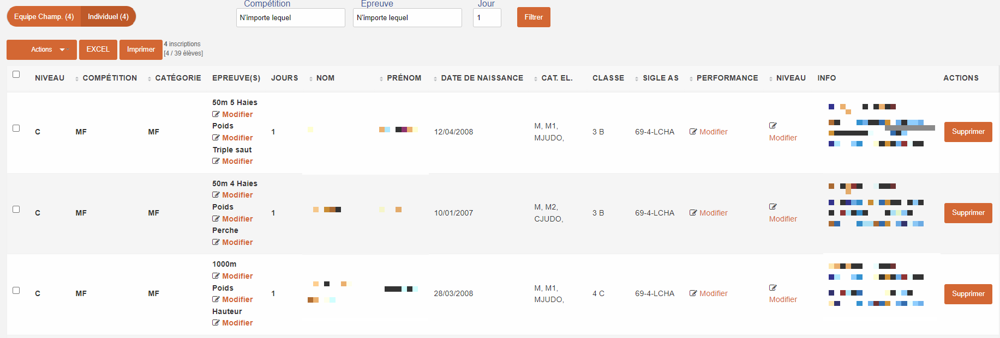 Compétition Epreuve Jour
Equipe Champ. (4) Individuel (4) N'importe lequel N'importe lequel 1 Filtrer
Actions EXCEL Imprimer 4 inscriptions
[4 / 39 élèves]
NIVEAU COMPÉTITION CATÉGORIE EPREUVE(S) JOURS NOM PRÉNOM DATE DE NAISSANCE CAT. EL. CLASSE SIGLE AS PERFORMANCE NIVEAU INFO ACTIONS
50m 5 Haies
Modifier
Poids M, M1,
C MF MF 1 12/04/2008 3 B 69-4-LCHA Modifier Supprimer
Modifier MJUDO, Modifier
Triple saut
Modifier
50m 4 Haies
Modifier
Poids M, M2,
C MF MF 1 10/01/2007 3 B 69-4-LCHA Modifier Supprimer
Modifier CJUDO, Modifier
Perche
Modifier
1000m
Modifier
Poids M, M1,
C MF MF 1 28/03/2008 4 C 69-4-LCHA Modifier Supprimer
Modifier MJUDO, Modifier
Hauteur
Modifier